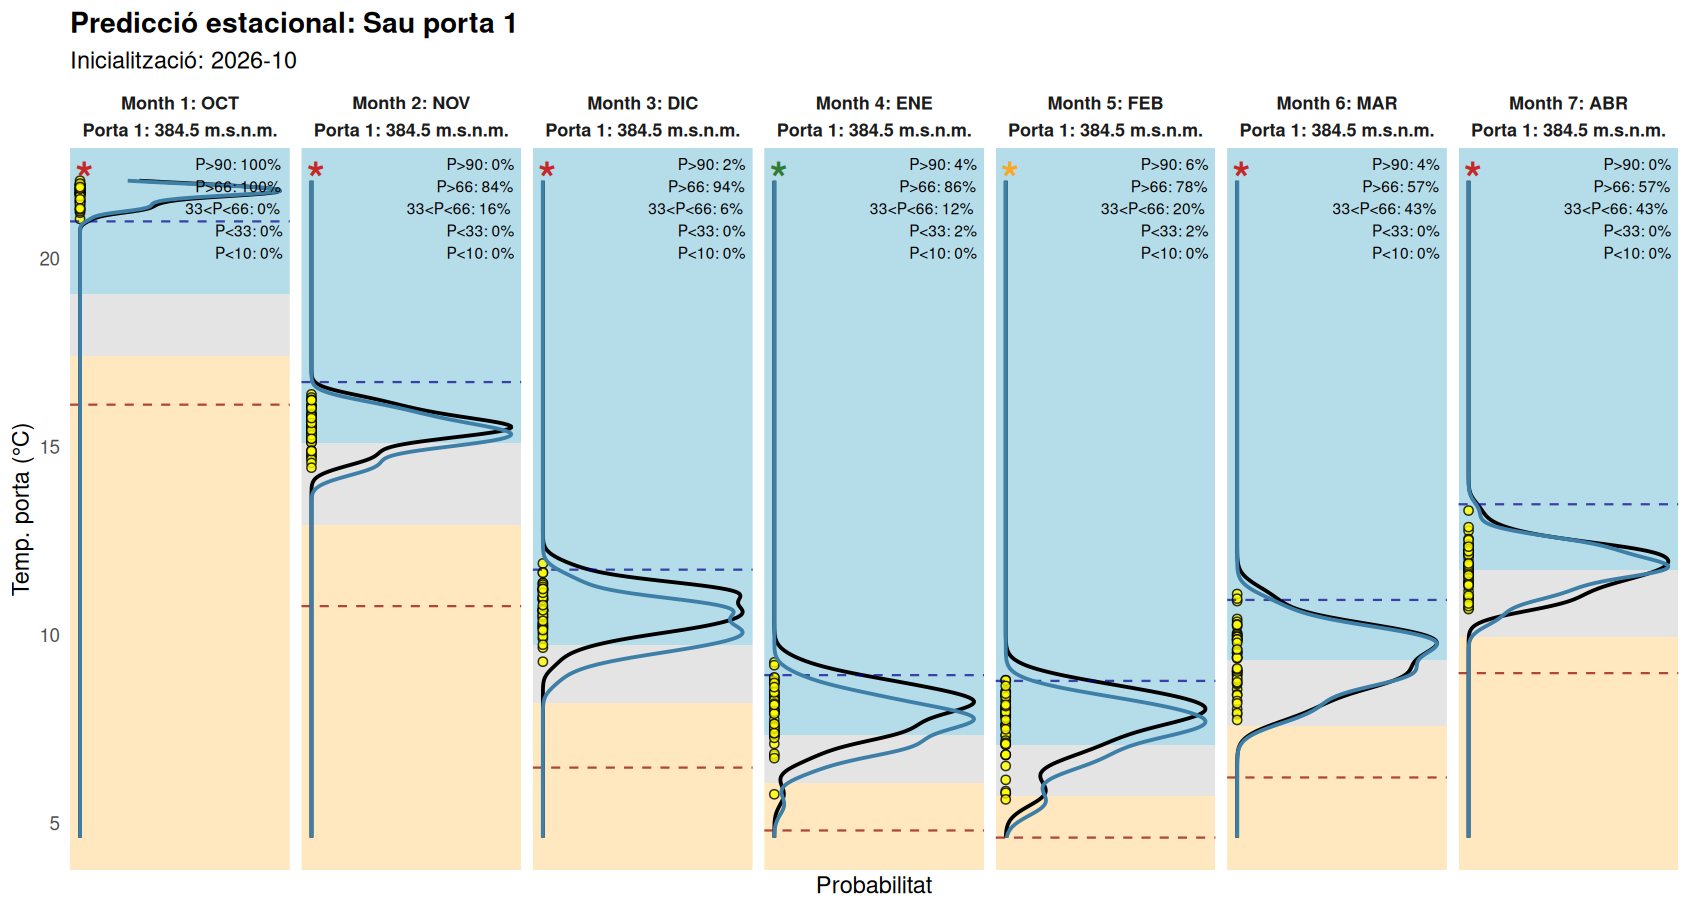 Predicció estacional: Sau porta 1
Inicialització: 2026-10
Month 1: OCT
Porta 1: 384.5 m.s.n.m.
Month 2: NOV
Porta 1: 384.5 m.s.n.m.
Month 3: DIC
Porta 1: 384.5 m.s.n.m.
Month 4: ENE
Porta 1: 384.5 m.s.n.m.
Month 5: FEB
Porta 1: 384.5 m.s.n.m.
Month 6: MAR
Porta 1: 384.5 m.s.n.m.
Month 7: ABR
Porta 1: 384.5 m.s.n.m.
P>90: 100%
P>66: 100%
33<P<66: 0%
P<33: 0%
P<10: 0%
P>90: 0%
P>66: 84%
33<P<66: 16%
P<33: 0%
P<10: 0%
P>90: 2%
P>66: 94%
33<P<66: 6%
P<33: 0%
P<10: 0%
P>90: 4%
P>66: 86%
33<P<66: 12%
P<33: 2%
P<10: 0%
P>90: 6%
P>66: 78%
33<P<66: 20%
P<33: 2%
P<10: 0%
P>90: 4%
P>66: 57%
33<P<66: 43%
P<33: 0%
P<10: 0%
P>90: 0%
P>66: 57%
33<P<66: 43%
P<33: 0%
P<10: 0%
Temp. porta (°C)
20
15
10
5
Probabilitat